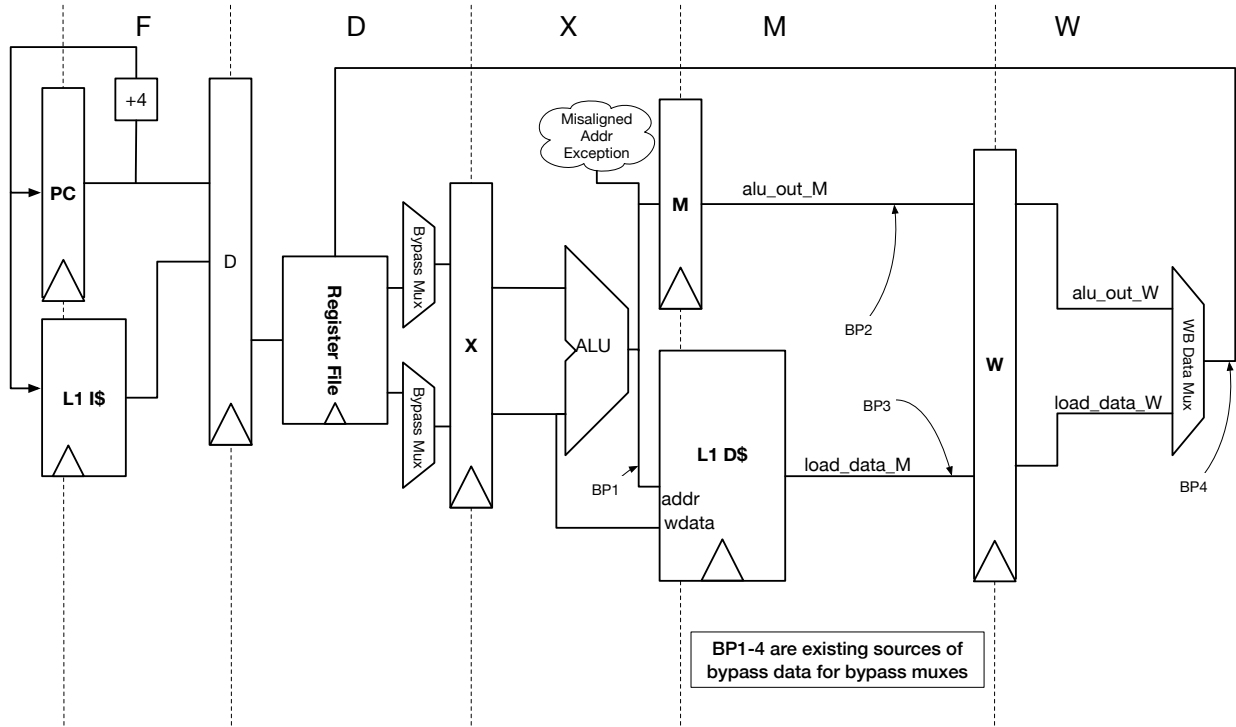 F
D
X
M
W
+4
PC
D
L1 I$
Register File
Bypass Mux
Bypass Mux
X
Misaligned
Addr
Exception
ALU
BP1
M
alu_out_M
BP2
L1 D$
addr
wdata
BP3
load_data_M
W
alu_out_W
load_data_W
WB Data Mux
BP4
BP1-4 are existing sources of
bypass data for bypass muxes